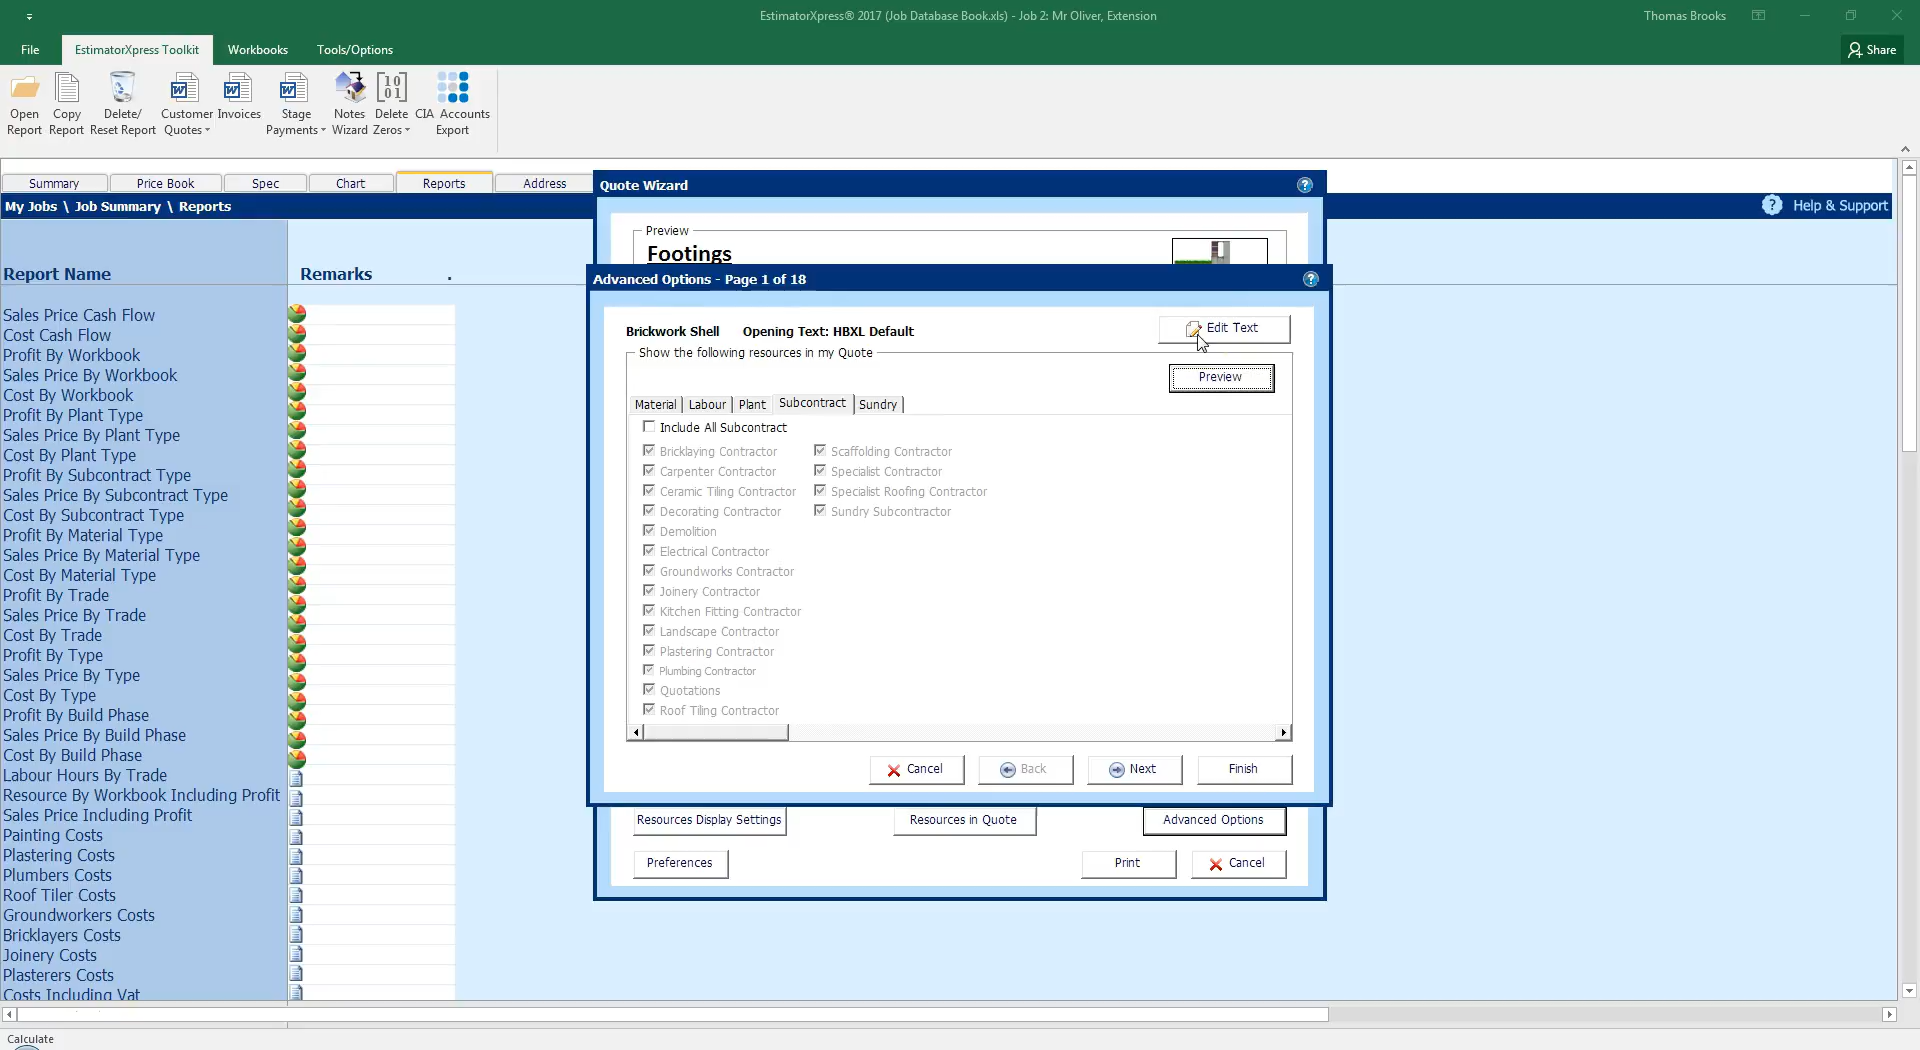 EstimatorXpress® 2017 (Job Database Book.xls) - Job 2: Mr Oliver, Extension
Thomas Brooks
File
EstimatorXpress Toolkit
Workbooks
Tools/Options
Share
Open Report
Copy Report
Delete/ Reset Report
Customer Quotes
Invoices
Stage Payments
Notes Wizard
Delete Zeros
CIA Accounts Export
Summary
Price Book
Spec
Chart
Reports
Address
My Jobs \ Job Summary \ Reports
Help & Support
Report Name
Remarks .
Sales Price Cash Flow
Cost Cash Flow
Profit By Workbook
Sales Price By Workbook
Cost By Workbook
Profit By Plant Type
Sales Price By Plant Type
Cost By Plant Type
Profit By Subcontract Type
Sales Price By Subcontract Type
Cost By Subcontract Type
Profit By Material Type
Sales Price By Material Type
Cost By Material Type
Profit By Trade
Sales Price By Trade
Cost By Trade
Profit By Type
Sales Price By Type
Cost By Type
Profit By Build Phase
Sales Price By Build Phase
Cost By Build Phase
Labour Hours By Trade
Resource By Workbook Including Profit
Sales Price Including Profit
Painting Costs
Plastering Costs
Plumbers Costs
Roof Tiler Costs
Groundworkers Costs
Bricklayers Costs
Joinery Costs
Plasterers Costs
Costs Including Vat
Quote Wizard
Preview
Footings
Advanced Options - Page 1 of 18
Brickwork Shell
Opening Text: HBXL Default
Edit Text
Show the following resources in my Quote
Preview
Material
Labour
Plant
Subcontract
Sundry
Include All Subcontract
Bricklaying Contractor
Carpenter Contractor
Ceramic Tiling Contractor
Decorating Contractor
Demolition
Electrical Contractor
Groundworks Contractor
Joinery Contractor
Kitchen Fitting Contractor
Landscape Contractor
Plastering Contractor
Plumbing Contractor
Quotations
Roof Tiling Contractor
Scaffolding Contractor
Specialist Contractor
Specialist Roofing Contractor
Sundry Subcontractor
Cancel
Back
Next
Finish
Resources Display Settings
Resources in Quote
Advanced Options
Preferences
Print
Cancel
Calculate